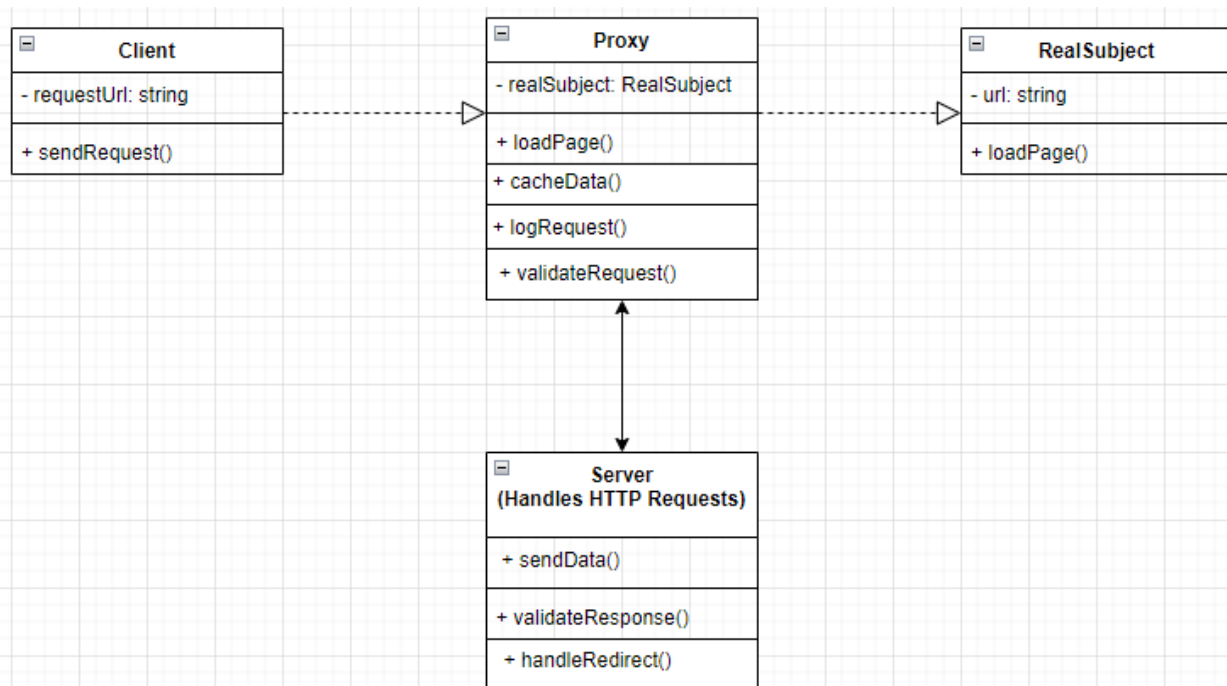 Client
- requestUrl: string
+ sendRequest()
Proxy
- realSubject: RealSubject
+ loadPage()
+ cacheData()
+ logRequest()
+ validateRequest()
RealSubject
- url: string
+ loadPage()
Server
(Handles HTTP Requests)
+ sendData()
+ validateResponse()
+ handleRedirect()